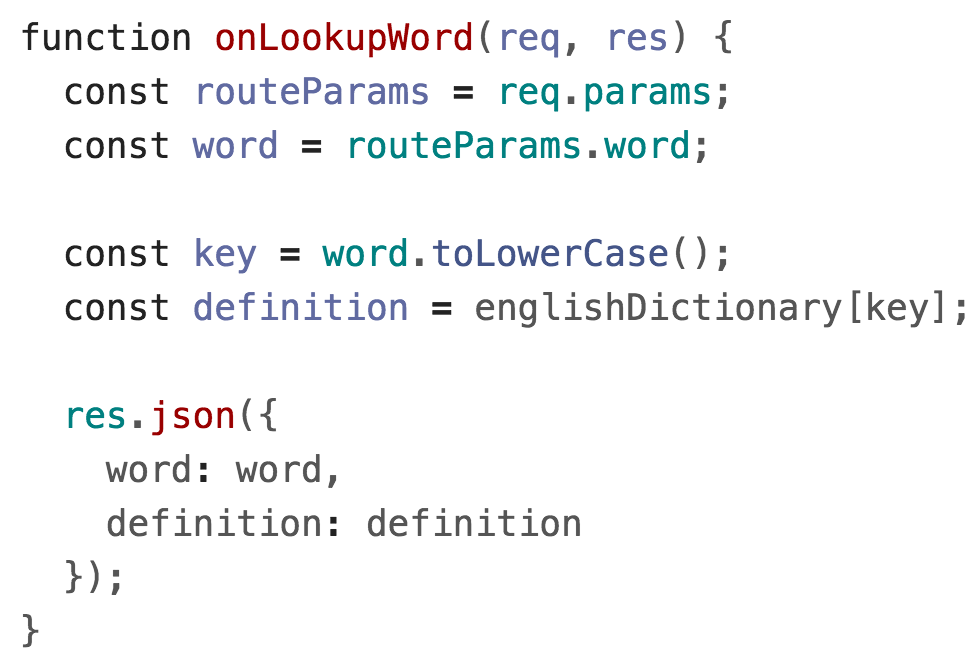 function onLookupWord(req, res) {
  const routeParams = req.params;
  const word = routeParams.word;

  const key = word.toLowerCase();
  const definition = englishDictionary[key];

  res.json({
    word: word,
    definition: definition
  });
}